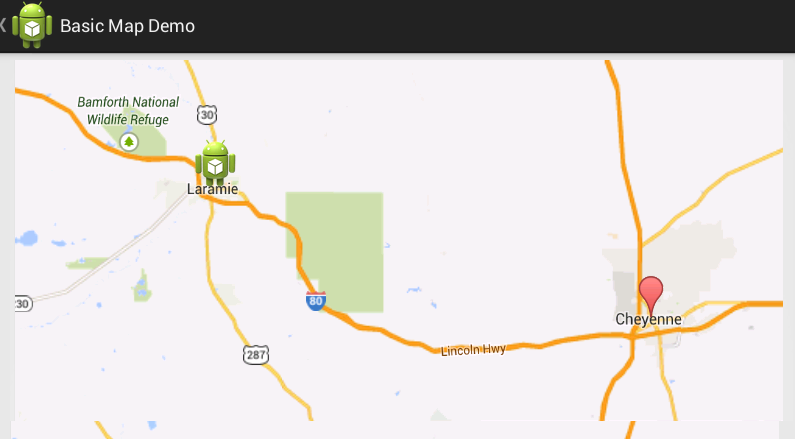 Basic Map Demo
Bamforth National
Wildlife Refuge
30
Laramie
30
80
Cheyenne
Lincoln Hwy
287